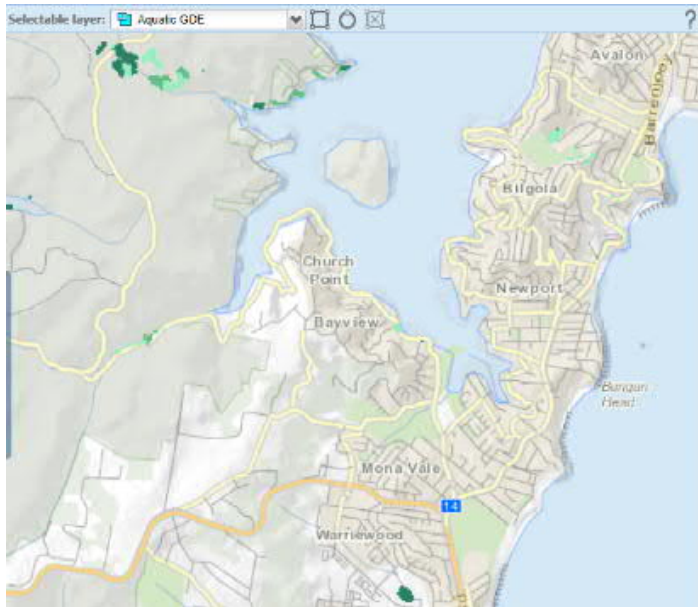 Selectable layer: Aquatic GDE ?
Avalon
Barrenjoey
Bilgola
Church
Point
Newport
Bayview
Bungan
Head
Mona Vale
14
Warriewood